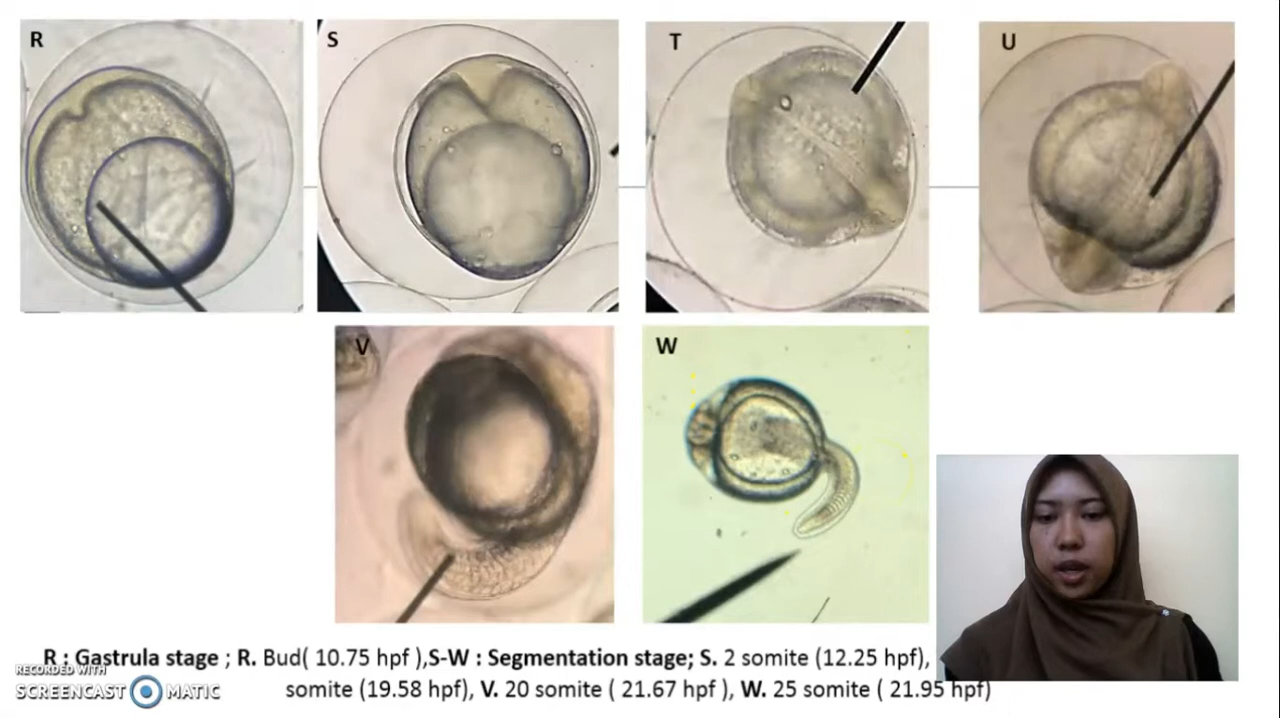 R
S
T
U
V
W
R : Gastrula stage ; R. Bud( 10.75 hpf ),S-W : Segmentation stage; S. 2 somite (12.25 hpf),
somite (19.58 hpf), V. 20 somite ( 21.67 hpf ), W. 25 somite ( 21.95 hpf)
RECORDED WITH
SCREENCAST MATIC